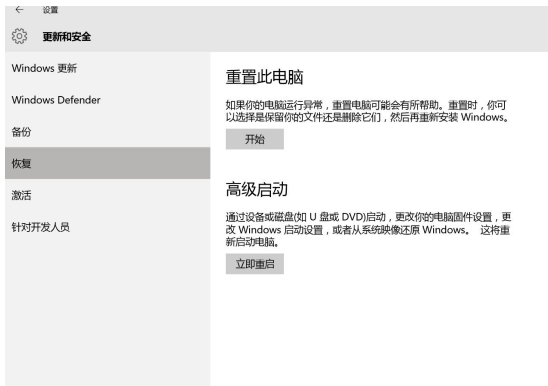 设置
更新和安全
Windows 更新
Windows Defender
备份
恢复
激活
针对开发人员
重置此电脑
如果你的电脑运行异常，重置电脑可能会有所帮助。重置时，你可
以选择是保留你的文件还是删除它们，然后再重新安装 Windows。
开始
高级启动
通过设备或磁盘(如 U 盘或 DVD)启动，更改你的电脑固件设置，更
改 Windows 启动设置，或者从系统映像还原 Windows。 这将重
新启动电脑。
立即重启